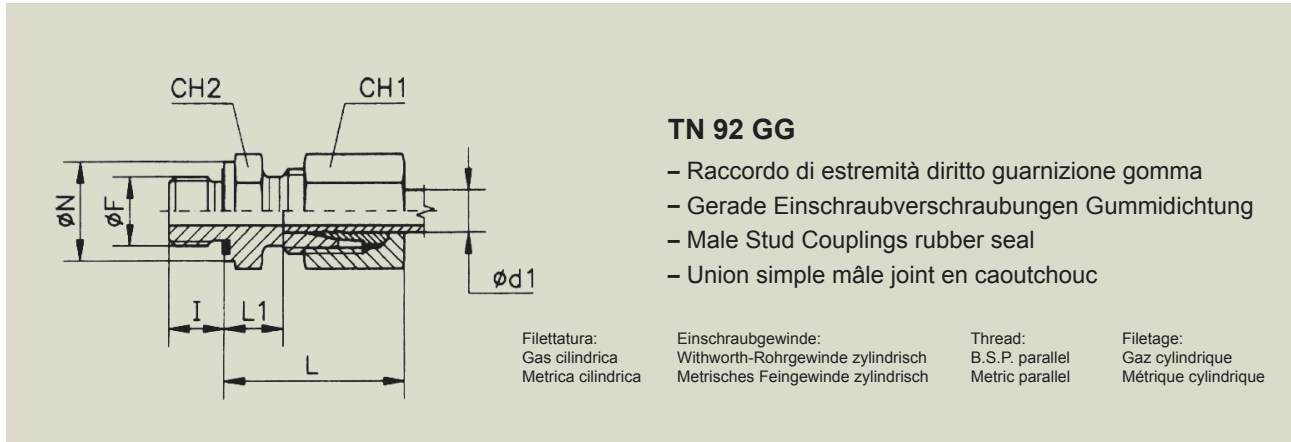 CH2
CH1
øN
øF
ød1
I
L1
L
TN 92 GG
– Raccordo di estremità diritto guarnizione gomma
– Gerade Einschraubverschraubungen Gummidichtung
– Male Stud Couplings rubber seal
– Union simple mâle joint en caoutchouc
Filettatura:
Gas cilindrica
Metrica cilindrica
Einschraubgewinde:
Withworth-Rohrgewinde zylindrisch
Metrisches Feingewinde zylindrisch
Thread:
B.S.P. parallel
Metric parallel
Filetage:
Gaz cylindrique
Métrique cylindrique